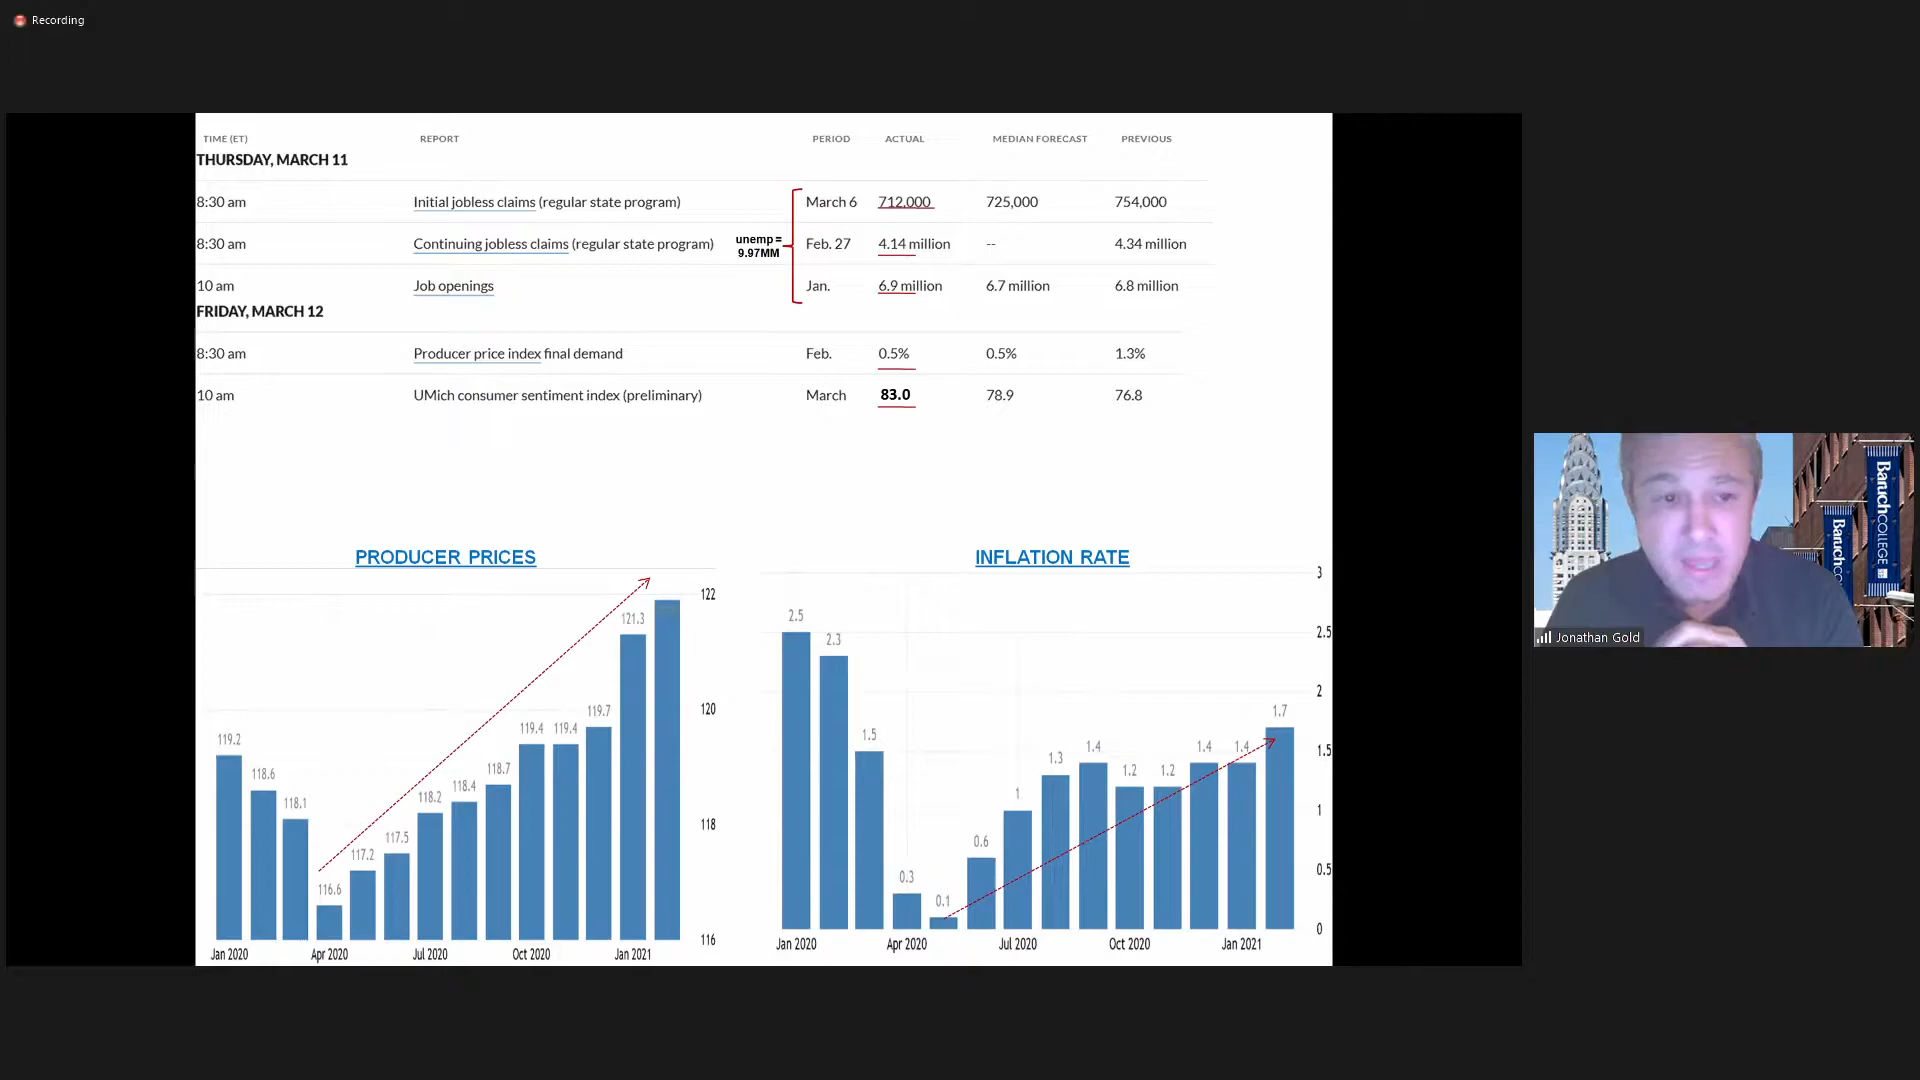 Recording
TIME (ET) REPORT PERIOD ACTUAL MEDIAN FORECAST PREVIOUS
THURSDAY, MARCH 11
8:30 am Initial jobless claims (regular state program) March 6 712,000 725,000 754,000
8:30 am Continuing jobless claims (regular state program) Feb. 27 4.14 million -- 4.34 million
unemp =
9.97MM
10 am Job openings Jan. 6.9 million 6.7 million 6.8 million
FRIDAY, MARCH 12
8:30 am Producer price index final demand Feb. 0.5% 0.5% 1.3%
10 am UMich consumer sentiment index (preliminary) March 83.0 78.9 76.8
PRODUCER PRICES
122
120
118
116
119.2 118.6 118.1 116.6 117.2 117.5 118.2 118.4 118.7 119.4 119.4 119.7 121.3
Jan 2020 Apr 2020 Jul 2020 Oct 2020 Jan 2021
INFLATION RATE
3
2.5
2
1.5
1
0.5
0
2.5 2.3 1.5 0.3 0.1 0.6 1 1.3 1.4 1.2 1.2 1.4 1.4 1.7
Jan 2020 Apr 2020 Jul 2020 Oct 2020 Jan 2021
Baruch COLLEGE
Baruch
Jonathan Gold